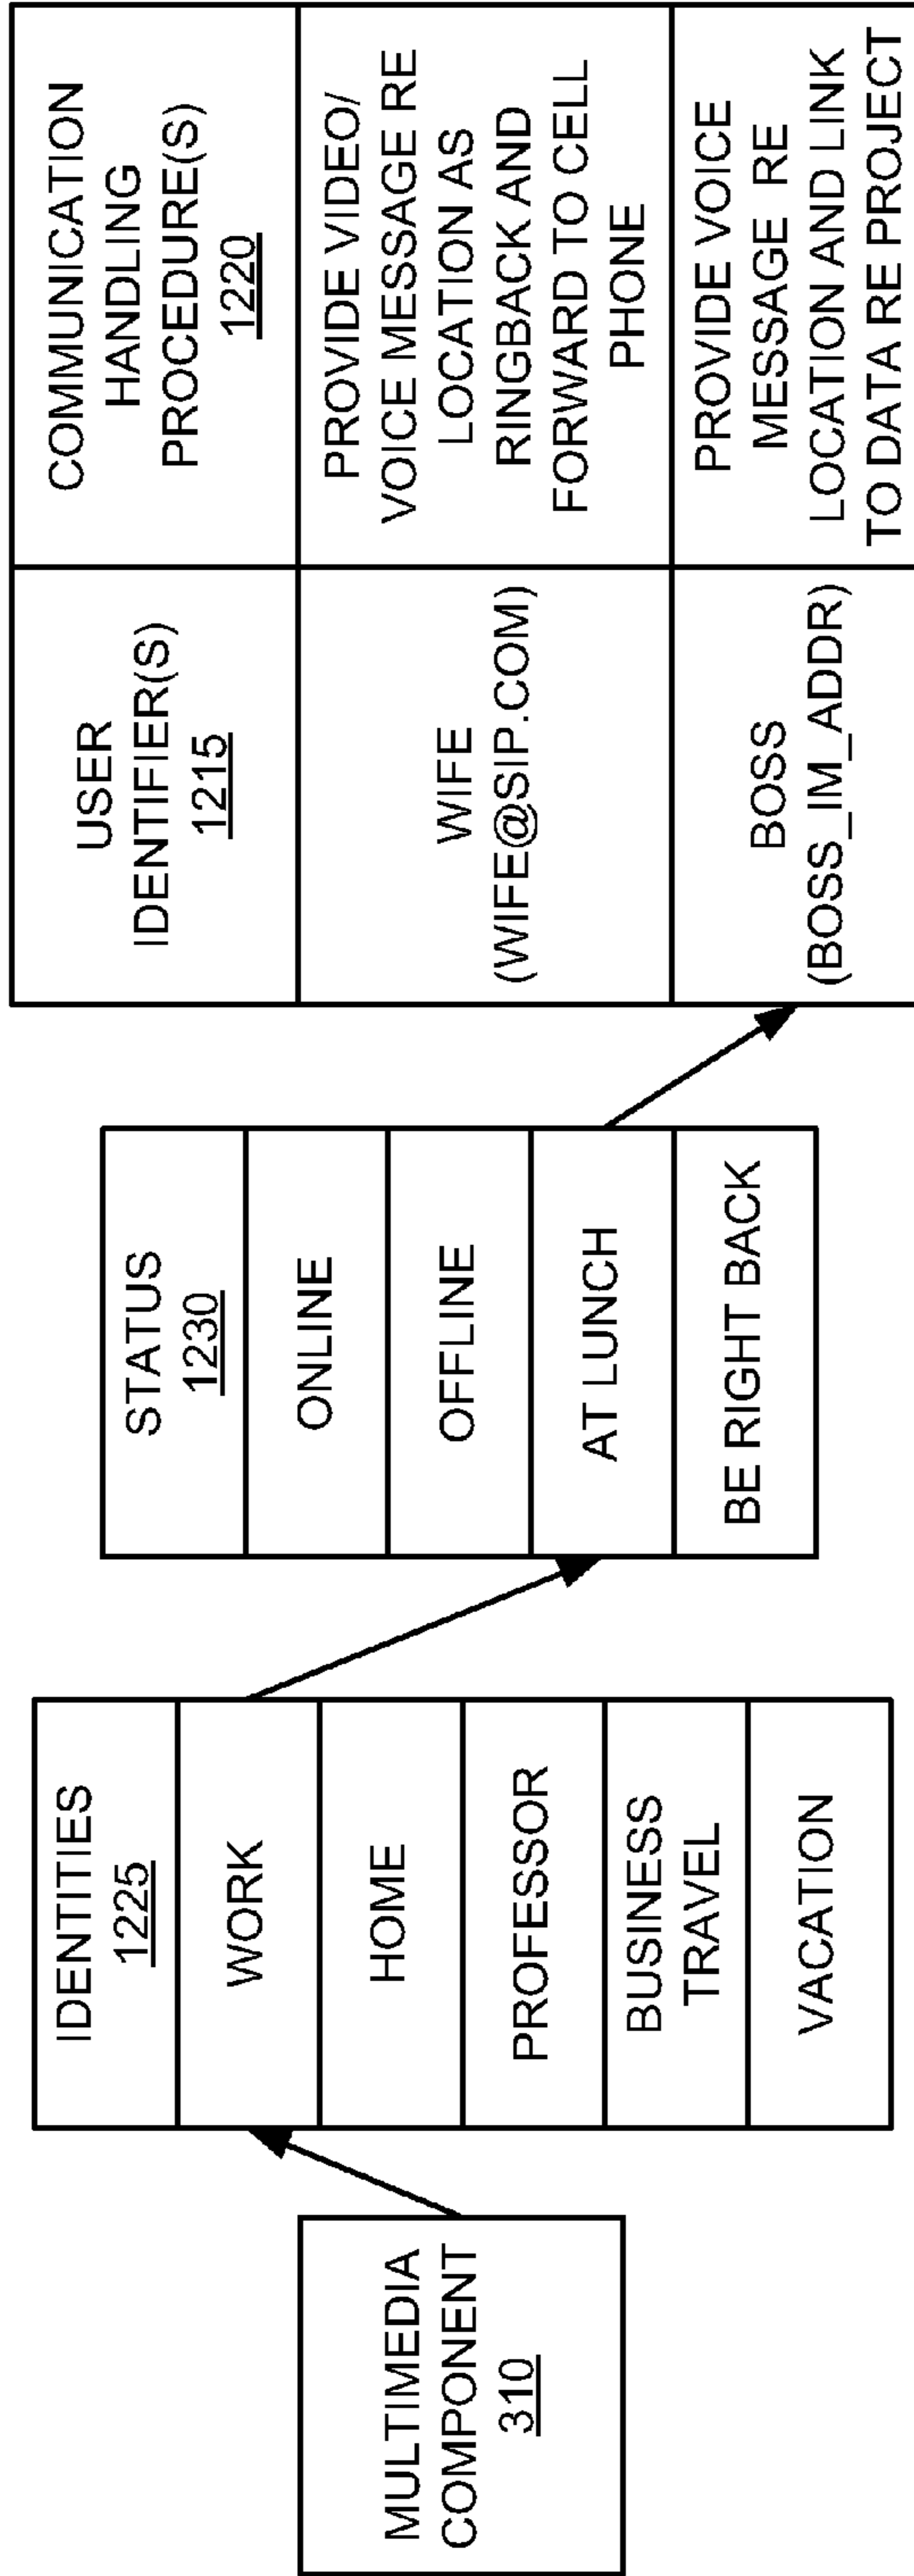 MULTIMEDIA
COMPONENT
310
IDENTITIES
1225
WORK
HOME
PROFESSOR
BUSINESS
TRAVEL
VACATION
STATUS
1230
ONLINE
OFFLINE
AT LUNCH
BE RIGHT BACK
USER
IDENTIFIER(S)
1215
COMMUNICATION
HANDLING
PROCEDURE(S)
1220
WIFE
(WIFE@SIP.COM)
PROVIDE VIDEO/
VOICE MESSAGE RE
LOCATION AS
RINGBACK AND
FORWARD TO CELL
PHONE
BOSS
(BOSS_IM_ADDR)
PROVIDE VOICE
MESSAGE RE
LOCATION AND LINK
TO DATA RE PROJECT